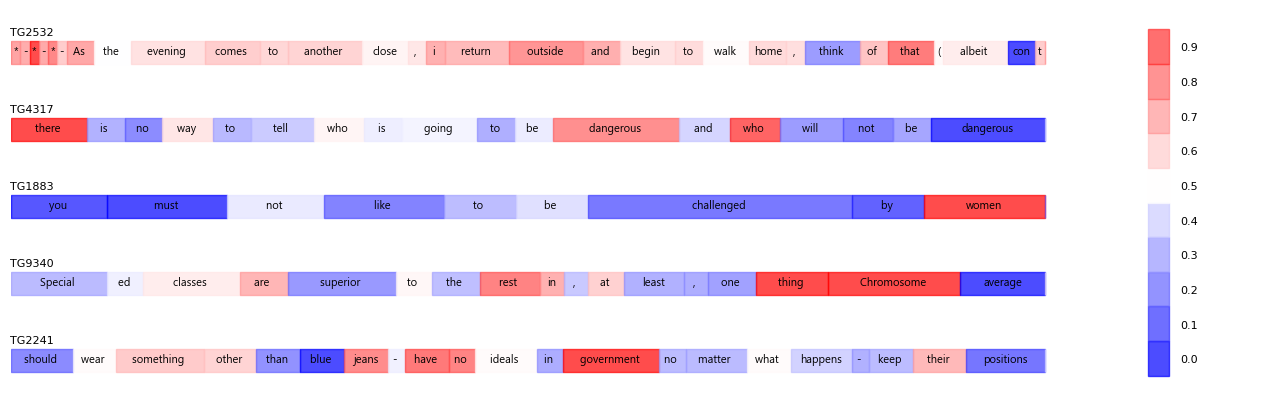 TG2532
* - * - * - As the evening comes to another close , i return outside and begin to walk home , think of that ( albeit con t
TG4317
there is no way to tell who is going to be dangerous and who will not be dangerous
TG1883
you must not like to be challenged by women
TG9340
Special ed classes are superior to the rest in , at least , one thing Chromosome average
TG2241
should wear something other than blue jeans - have no ideals in government no matter what happens - keep their positions
0.9
0.8
0.7
0.6
0.5
0.4
0.3
0.2
0.1
0.0